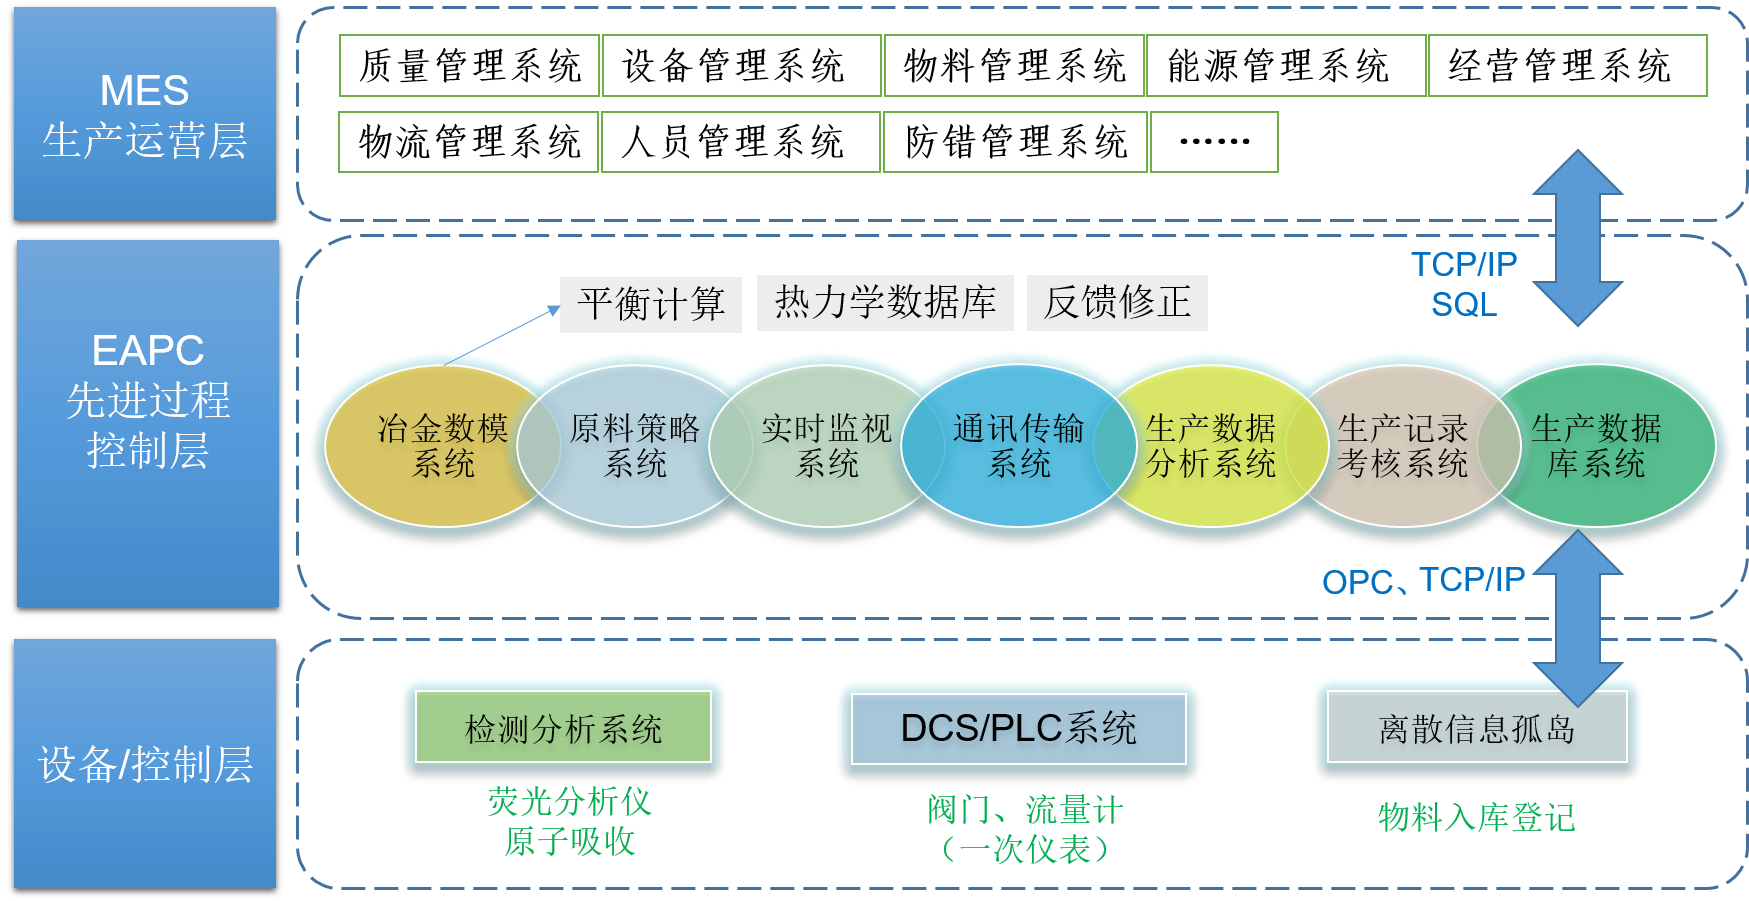 MES
生产运营层
质量管理系统
设备管理系统
物料管理系统
能源管理系统
经营管理系统
物流管理系统
人员管理系统
防错管理系统
······
TCP/IP
SQL
EAPC
先进过程
控制层
平衡计算
热力学数据库
反馈修正
冶金数模
系统
原料策略
系统
实时监视
系统
通讯传输
系统
生产数据
分析系统
生产记录
考核系统
生产数据
库系统
OPC、TCP/IP
设备/控制层
检测分析系统
荧光分析仪
原子吸收
DCS/PLC系统
阀门、流量计
（一次仪表）
离散信息孤岛
物料入库登记